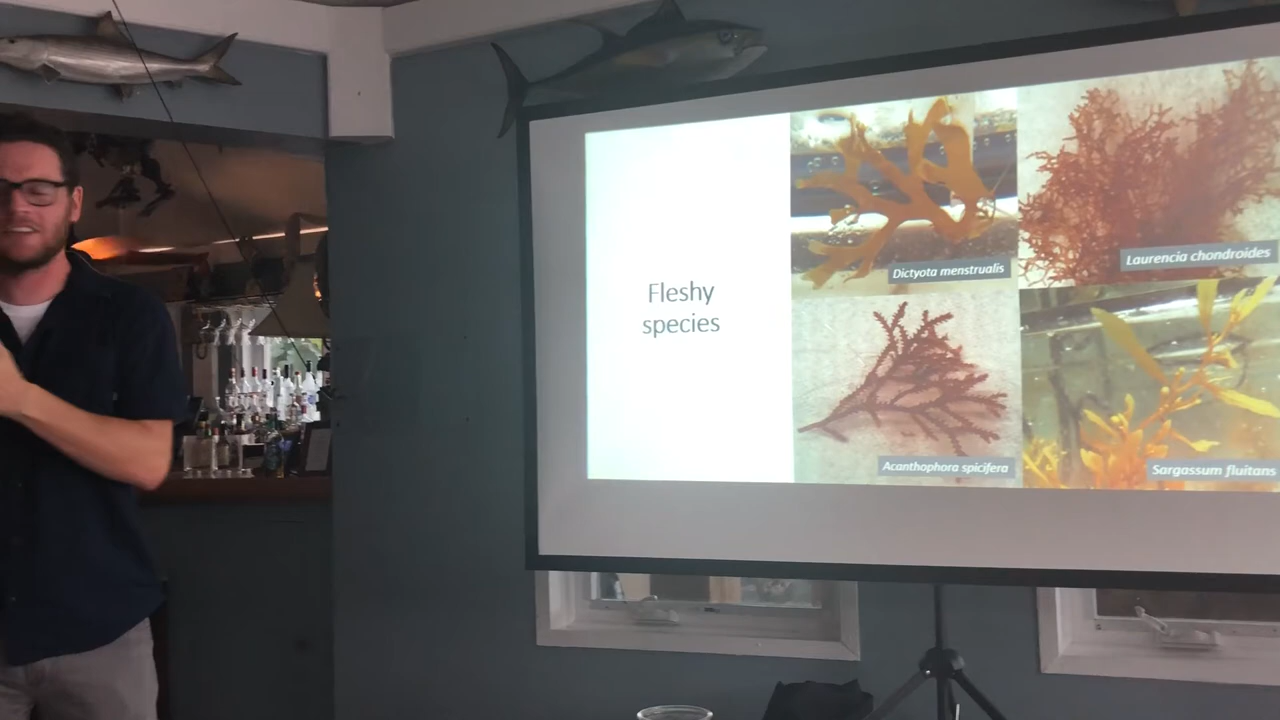 Fleshy
species
Dictyota menstrualis
Laurencia chondroides
Acanthophora spicifera
Sargassum fluitans